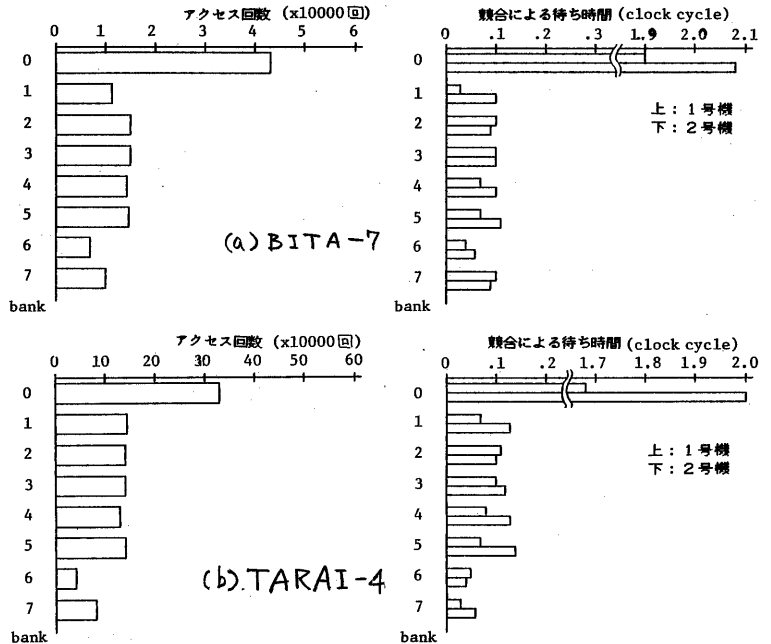 アクセス回数 (x10000回)
0 1 2 3 4 5 6
0
1
2
3
4
5
6
7
bank
競合による待ち時間 (clock cycle)
0 .1 .2 .3 1.9 2.0 2.1
0
1
2
3
4
5
6
7
bank
上：1号機
下：2号機
(a) BITA-7
アクセス回数 (x10000回)
0 10 20 30 40 50 60
0
1
2
3
4
5
6
7
bank
競合による待ち時間 (clock cycle)
0 .1 .2 1.7 1.8 1.9 2.0
0
1
2
3
4
5
6
7
bank
上：1号機
下：2号機
(b). TARAI-4